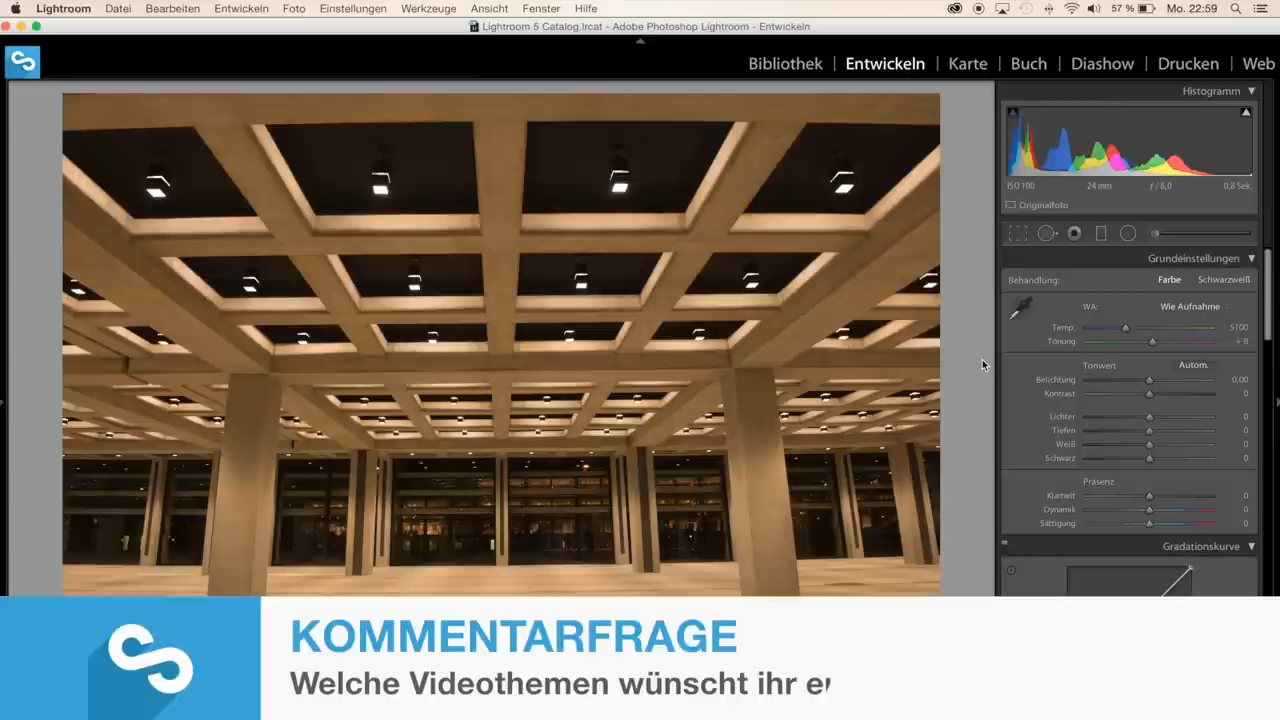 Lightroom Datei Bearbeiten Entwickeln Foto Einstellungen Werkzeuge Ansicht Fenster Hilfe 57 % Mo. 22:59
Lightroom 5 Catalog.lrcat - Adobe Photoshop Lightroom - Entwickeln
Bibliothek | Entwickeln | Karte | Buch | Diashow | Drucken | Web
Histogramm
ISO 100 24 mm ƒ / 8,0 0,8 Sek.
Originalfoto
Grundeinstellungen
Behandlung: Farbe Schwarzweiß
WA: Wie Aufnahme
Temp. 5100
Tönung + 8
Tonwert Autom.
Belichtung 0,00
Kontrast 0
Lichter 0
Tiefen 0
Weiß 0
Schwarz 0
Präsenz
Klarheit 0
Dynamik 0
Sättigung 0
Gradationskurve
KOMMENTARFRAGE
Welche Videothemen wünscht ihr